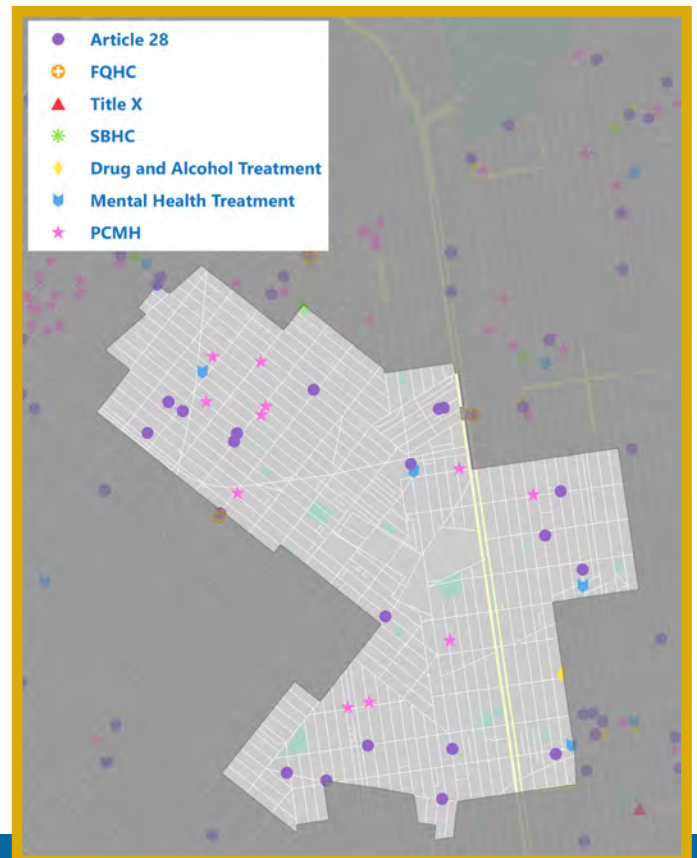 Article 28
FQHC
Title X
SBHC
Drug and Alcohol Treatment
Mental Health Treatment
PCMH